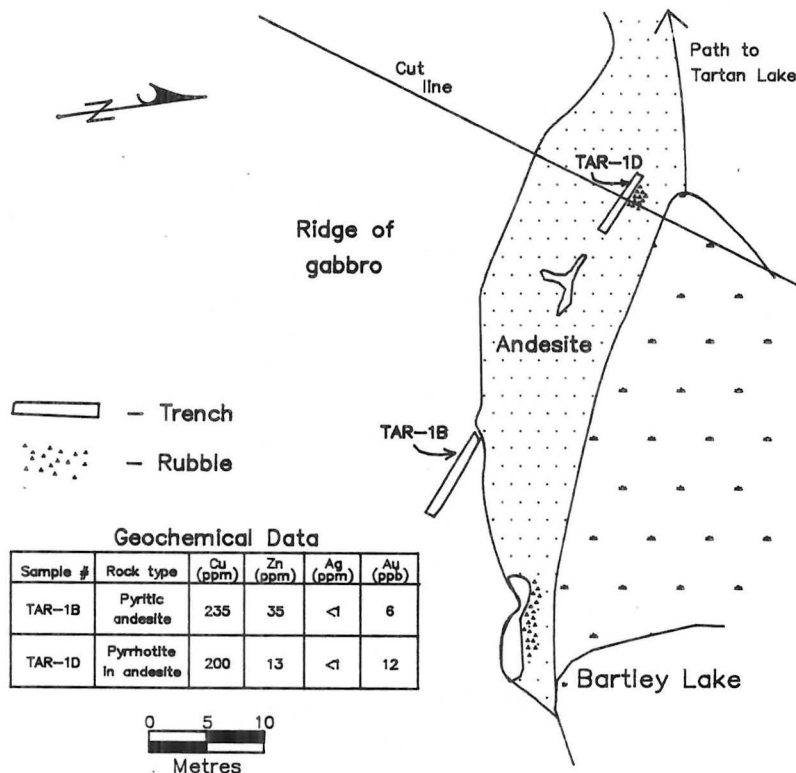 Path to
Tartan Lake
Cut
line
N
TAR-1D
Ridge of
gabbro
Andesite
TAR-1B
– Trench
– Rubble
Geochemical Data
Sample # Rock type Cu (ppm) Zn (ppm) Ag (ppm) Au (ppb)
TAR-1B Pyritic andesite 235 35 <1 6
TAR-1D Pyrrhotite in andesite 200 13 <1 12
Bartley Lake
0 5 10
Metres